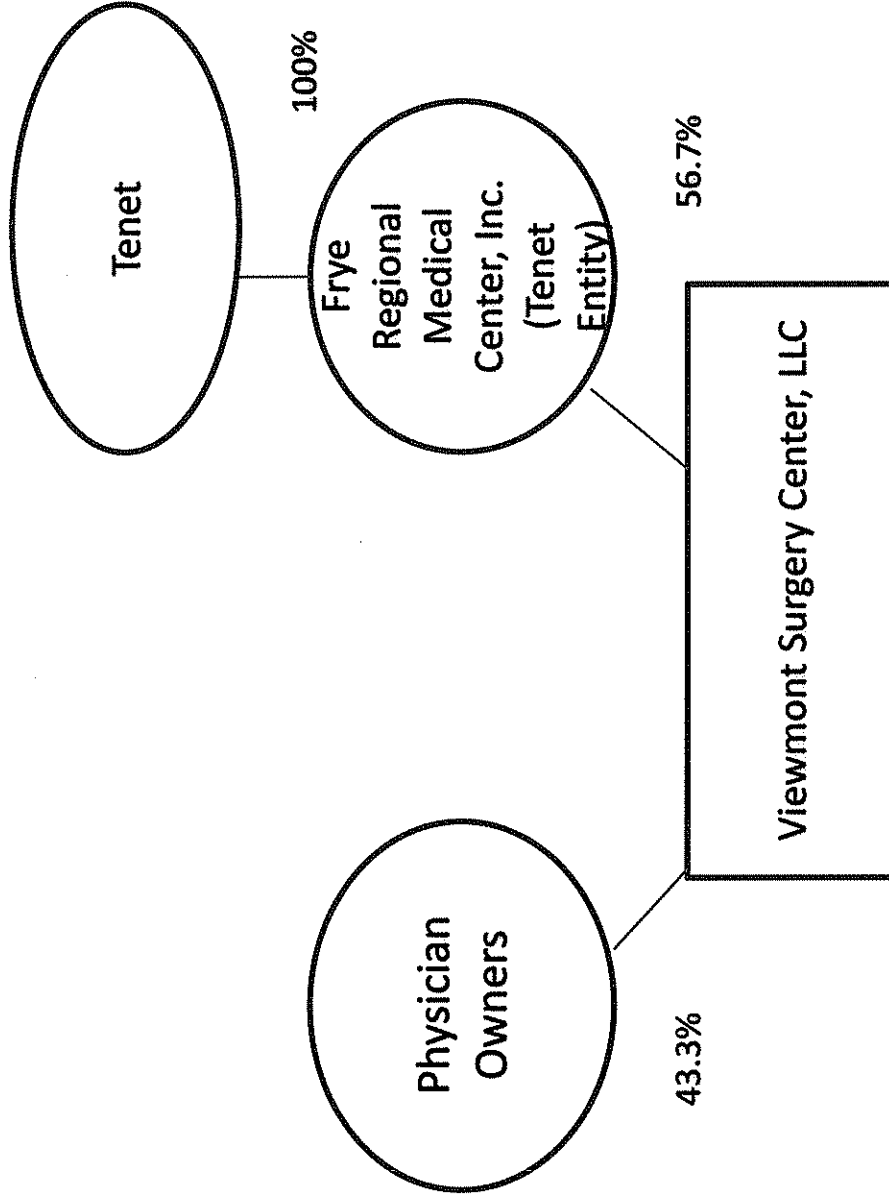 Tenet
100%
Frye
Regional
Medical
Center, Inc.
(Tenet
Entity)
56.7%
Physician
Owners
43.3%
Viewmont Surgery Center, LLC